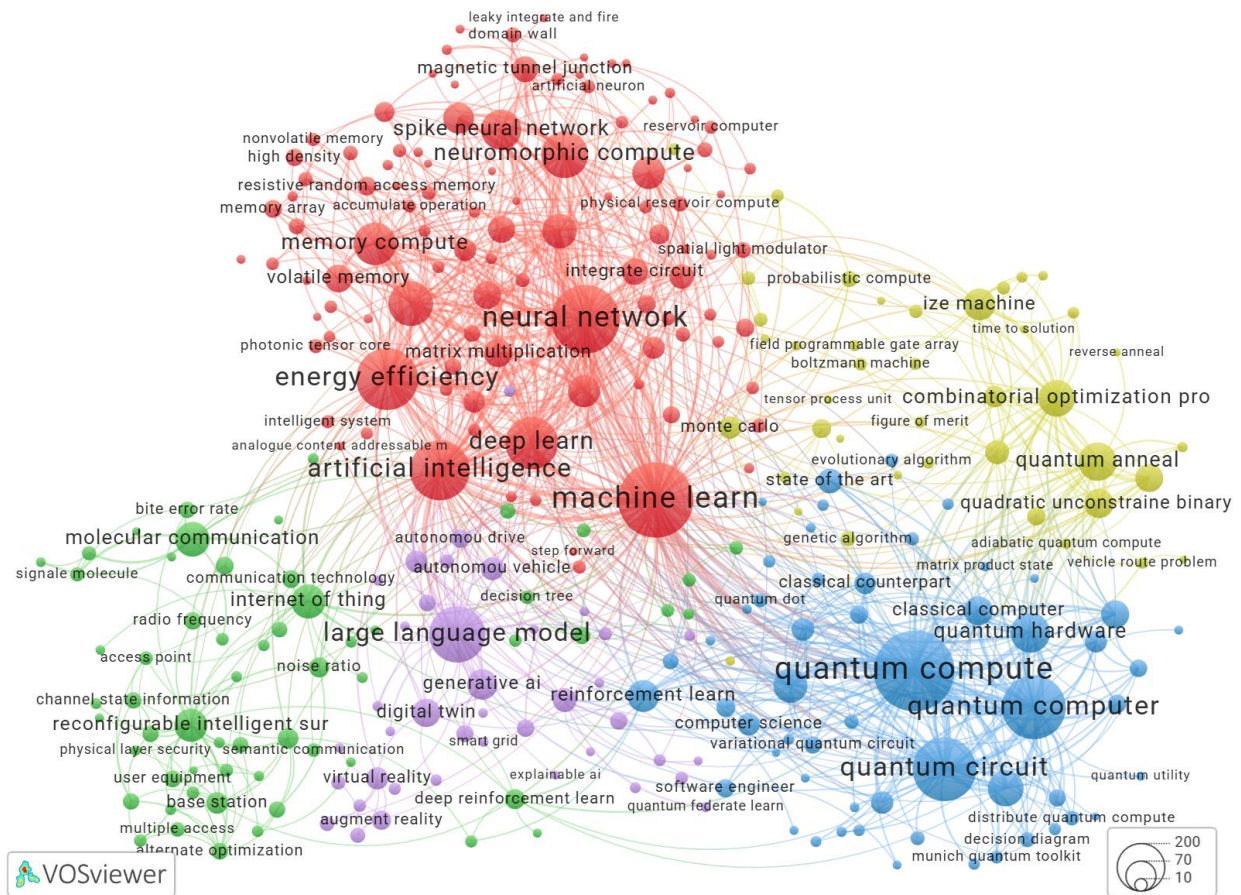 leaky integrate and fire
domain wall
magnetic tunnel junction
artificial neuron
spike neural network
reservoir computer
nonvolatile memory
neuromorphic compute
high density
resistive random access memory
physical reservoir compute
memory array
accumulate operation
memory compute
spatial light modulator
volatile memory
integrate circuit
probabilistic compute
ize machine
neural network
time to solution
photonic tensor core
matrix multiplication
field programmable gate array
reverse anneal
boltzmann machine
energy efficiency
combinatorial optimization pro
tensor process unit
intelligent system
monte carlo
figure of merit
analogue content addressable m
deep learn
artificial intelligence
evolutionary algorithm
quantum anneal
state of the art
machine learn
quadratic unconstraine binary
bite error rate
molecular communication
autonomou drive
genetic algorithm
adiabatic quantum compute
step forward
matrix product state
vehicle route problem
signale molecule
communication technology
autonomou vehicle
classical counterpart
internet of thing
decision tree
quantum dot
classical computer
radio frequency
large language model
quantum hardware
access point
noise ratio
quantum compute
generative ai
reinforcement learn
channel state information
quantum computer
reconfigurable intelligent sur
digital twin
computer science
physical layer security
semantic communication
smart grid
variational quantum circuit
user equipment
virtual reality
explainable ai
quantum circuit
quantum utility
base station
deep reinforcement learn
software engineer
quantum federate learn
multiple access
augment reality
distribute quantum compute
alternate optimization
decision diagram
munich quantum toolkit
VOSviewer
200
70
10